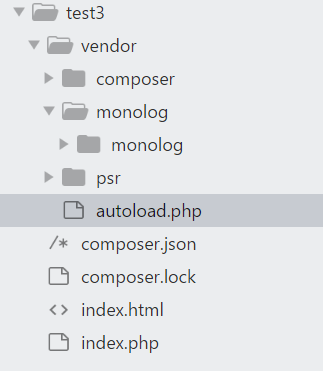 test3
vendor
composer
monolog
monolog
psr
autoload.php
/* composer.json
composer.lock
<> index.html
index.php